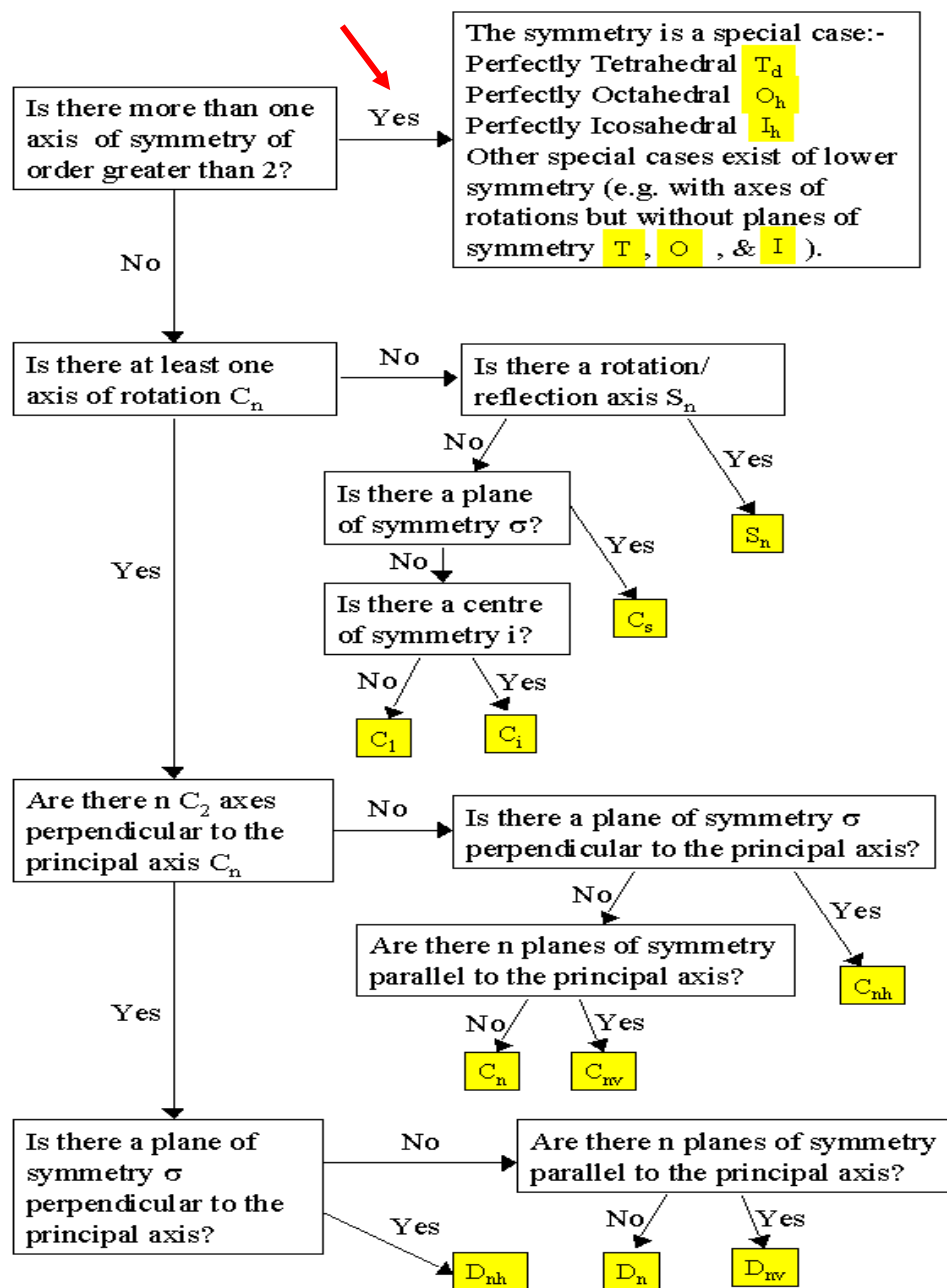 Is there more than one
axis of symmetry of
order greater than 2?
Yes
The symmetry is a special case:-
Perfectly Tetrahedral T_d
Perfectly Octahedral O_h
Perfectly Icosahedral I_h
Other special cases exist of lower
symmetry (e.g. with axes of
rotations but without planes of
symmetry T , O , & I ).
No
Is there at least one
axis of rotation C_n
No
Is there a rotation/
reflection axis S_n
No
Yes
Is there a plane
of symmetry σ?
S_n
Yes
No
Yes
Is there a centre
of symmetry i?
C_s
No
Yes
C_1
C_i
Are there n C_2 axes
perpendicular to the
principal axis C_n
No
Is there a plane of symmetry σ
perpendicular to the principal axis?
No
Yes
Are there n planes of symmetry
parallel to the principal axis?
C_nh
Yes
No
Yes
C_n
C_nv
Is there a plane of
symmetry σ
perpendicular to the
principal axis?
No
Are there n planes of symmetry
parallel to the principal axis?
Yes
No
Yes
D_nh
D_n
D_nv